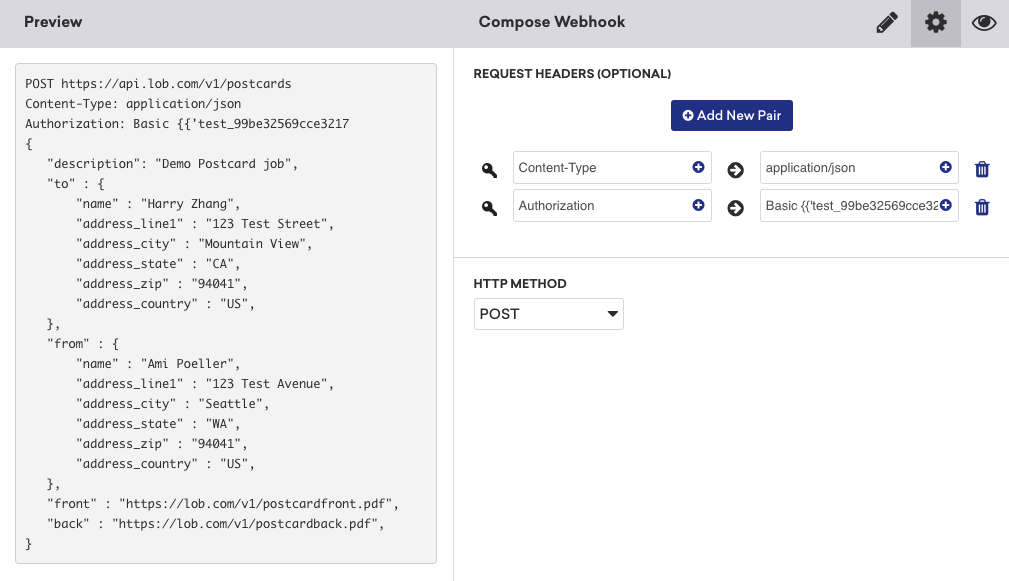 Preview
POST https://api.lob.com/v1/postcards
Content-Type: application/json
Authorization: Basic {{'test_99be32569cce3217
{
"description": "Demo Postcard job",
"to" : {
"name" : "Harry Zhang",
"address_line1" : "123 Test Street",
"address_city" : "Mountain View",
"address_state" : "CA",
"address_zip" : "94041",
"address_country" : "US",
},
"from" : {
"name" : "Ami Poeller",
"address_line1" : "123 Test Avenue",
"address_city" : "Seattle",
"address_state" : "WA",
"address_zip" : "94041",
"address_country" : "US",
},
"front" : "https://lob.com/v1/postcardfront.pdf",
"back" : "https://lob.com/v1/postcardback.pdf",
}
Compose Webhook
REQUEST HEADERS (OPTIONAL)
Add New Pair
Content-Type application/json
Authorization Basic {{'test_99be32569cce32
HTTP METHOD
POST